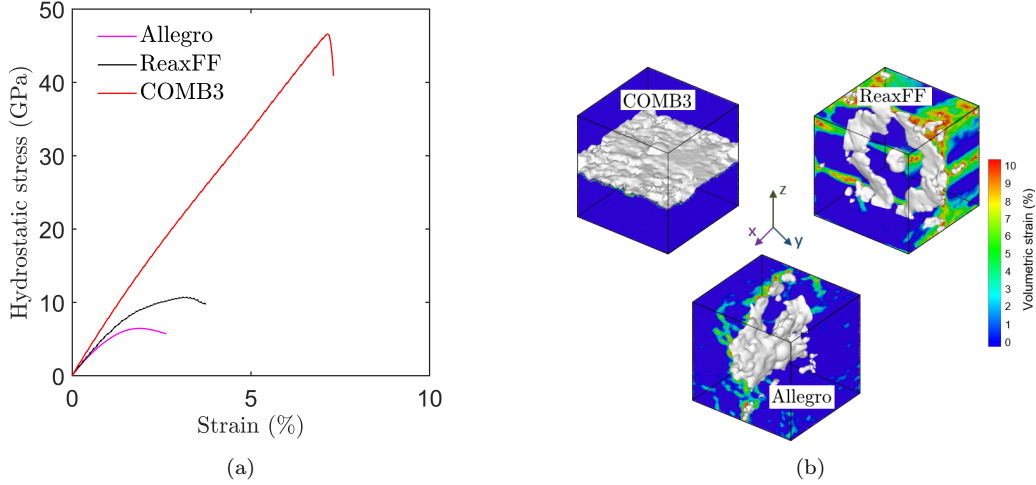 50
40
30
20
10
0
Hydrostatic stress (GPa)
Allegro
ReaxFF
COMB3
0
5
10
Strain (%)
(a)
COMB3
ReaxFF
Allegro
z
x
y
10
9
8
7
6
5
4
3
2
1
0
Volumetric strain (%)
(b)